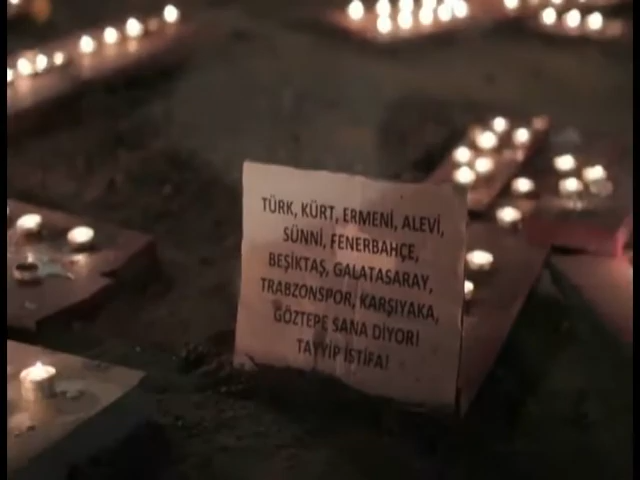 TÜRK, KÜRT, ERMENİ, ALEVİ,
SÜNNİ, FENERBAHÇE,
BEŞİKTAŞ, GALATASARAY,
TRABZONSPOR, KARŞIYAKA,
GÖZTEPE SANA DİYOR!
TAYYİP İSTİFA!